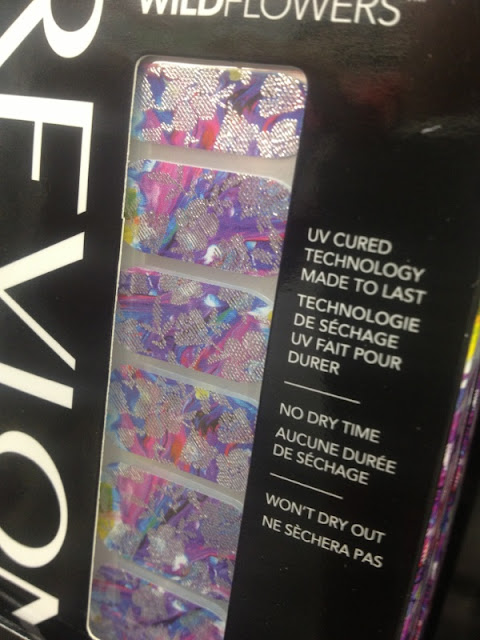 WILDFLOWERS™
REVLON
UV CURED
TECHNOLOGY
MADE TO LAST
TECHNOLOGIE
DE SÉCHAGE
UV FAIT POUR
DURER
NO DRY TIME
AUCUNE DURÉE
DE SÉCHAGE
WON'T DRY OUT
NE SÈCHERA PAS